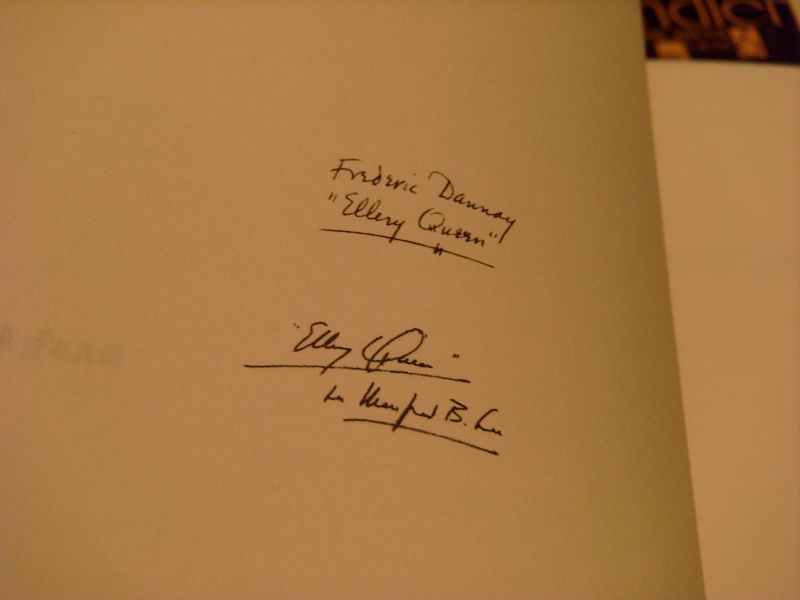 Frederic Dannay
"Ellery Queen"
"Ellery Queen"
Manfred B. Lee